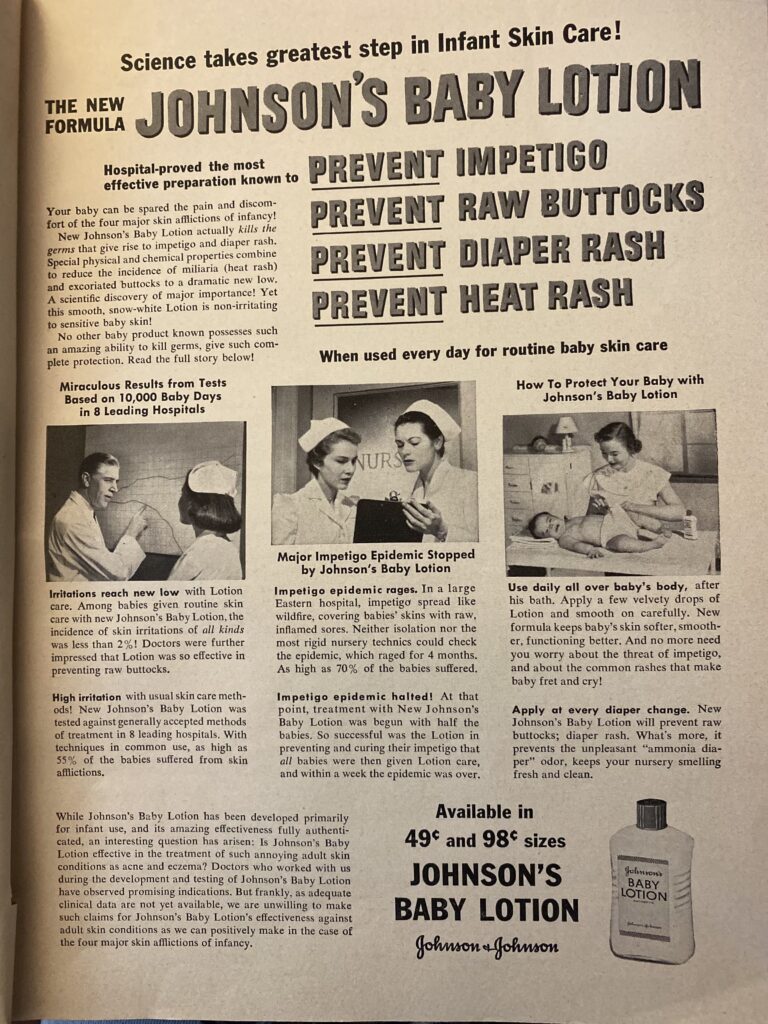 Science takes greatest step in Infant Skin Care!
THE NEW
FORMULA
JOHNSON'S BABY LOTION
Hospital-proved the most
effective preparation known to
PREVENT IMPETIGO
PREVENT RAW BUTTOCKS
PREVENT DIAPER RASH
PREVENT HEAT RASH
When used every day for routine baby skin care
Your baby can be spared the pain and discom-
fort of the four major skin afflictions of infancy!
New Johnson's Baby Lotion actually kills the
germs that give rise to impetigo and diaper rash.
Special physical and chemical properties combine
to reduce the incidence of miliaria (heat rash)
and excoriated buttocks to a dramatic new low.
A scientific discovery of major importance! Yet
this smooth, snow-white Lotion is non-irritating
to sensitive baby skin!
No other baby product known possesses such
an amazing ability to kill germs, give such com-
plete protection. Read the full story below!
Miraculous Results from Tests
Based on 10,000 Baby Days
in 8 Leading Hospitals
Irritations reach new low with Lotion
care. Among babies given routine skin
care with new Johnson's Baby Lotion, the
incidence of skin irritations of all kinds
was less than 2%! Doctors were further
impressed that Lotion was so effective in
preventing raw buttocks.
High irritation with usual skin care meth-
ods! New Johnson's Baby Lotion was
tested against generally accepted methods
of treatment in 8 leading hospitals. With
techniques in common use, as high as
55% of the babies suffered from skin
afflictions.
NURS
Major Impetigo Epidemic Stopped
by Johnson's Baby Lotion
Impetigo epidemic rages. In a large
Eastern hospital, impetigo spread like
wildfire, covering babies' skins with raw,
inflamed sores. Neither isolation nor the
most rigid nursery technics could check
the epidemic, which raged for 4 months.
As high as 70% of the babies suffered.
Impetigo epidemic halted! At that
point, treatment with New Johnson's
Baby Lotion was begun with half the
babies. So successful was the Lotion in
preventing and curing their impetigo that
all babies were then given Lotion care,
and within a week the epidemic was over.
How To Protect Your Baby with
Johnson's Baby Lotion
Use daily all over baby's body, after
his bath. Apply a few velvety drops of
Lotion and smooth on carefully. New
formula keeps baby's skin softer, smooth-
er, functioning better. And no more need
you worry about the threat of impetigo,
and about the common rashes that make
baby fret and cry!
Apply at every diaper change. New
Johnson's Baby Lotion will prevent raw
buttocks; diaper rash. What's more, it
prevents the unpleasant "ammonia dia-
per" odor, keeps your nursery smelling
fresh and clean.
While Johnson's Baby Lotion has been developed primarily
for infant use, and its amazing effectiveness fully authenti-
cated, an interesting question has arisen: Is Johnson's Baby
Lotion effective in the treatment of such annoying adult skin
conditions as acne and eczema? Doctors who worked with us
during the development and testing of Johnson's Baby Lotion
have observed promising indications. But frankly, as adequate
clinical data are not yet available, we are unwilling to make
such claims for Johnson's Baby Lotion's effectiveness against
adult skin conditions as we can positively make in the case of
the four major skin afflictions of infancy.
Available in
49¢ and 98¢ sizes
JOHNSON'S
BABY LOTION
Johnson & Johnson
Johnson's
BABY
LOTION
Johnson & Johnson